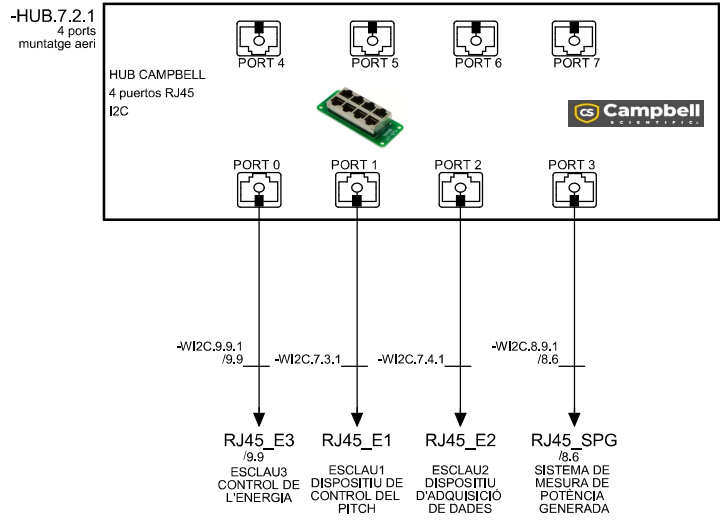 -HUB.7.2.1
4 ports
muntatge aeri
PORT 4
PORT 5
PORT 6
PORT 7
HUB CAMPBELL
4 puertos RJ45
I2C
CS Campbell
SCIENTIFIC.
PORT 0
PORT 1
PORT 2
PORT 3
-WI2C.9.9.1
/9.9
-WI2C.7.3.1
-WI2C.7.4.1
-WI2C.8.9.1
/8.6
RJ45_E3
/9.9
ESCLAU3
CONTROL DE
L'ENERGIA
RJ45_E1
ESCLAU1
DISPOSITIU DE
CONTROL DEL
PITCH
RJ45_E2
ESCLAU2
DISPOSITIU
D'ADQUISICIÓ
DE DADES
RJ45_SPG
/8.6
SISTEMA DE
MESURA DE
POTÈNCIA
GENERADA